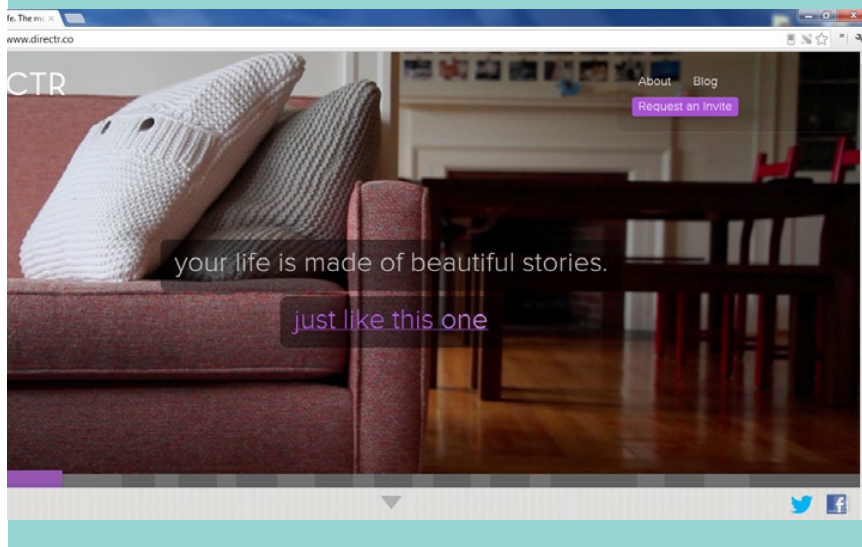 fe. The mo
www.directr.co
CTR
About Blog
Request an Invite
your life is made of beautiful stories.
just like this one